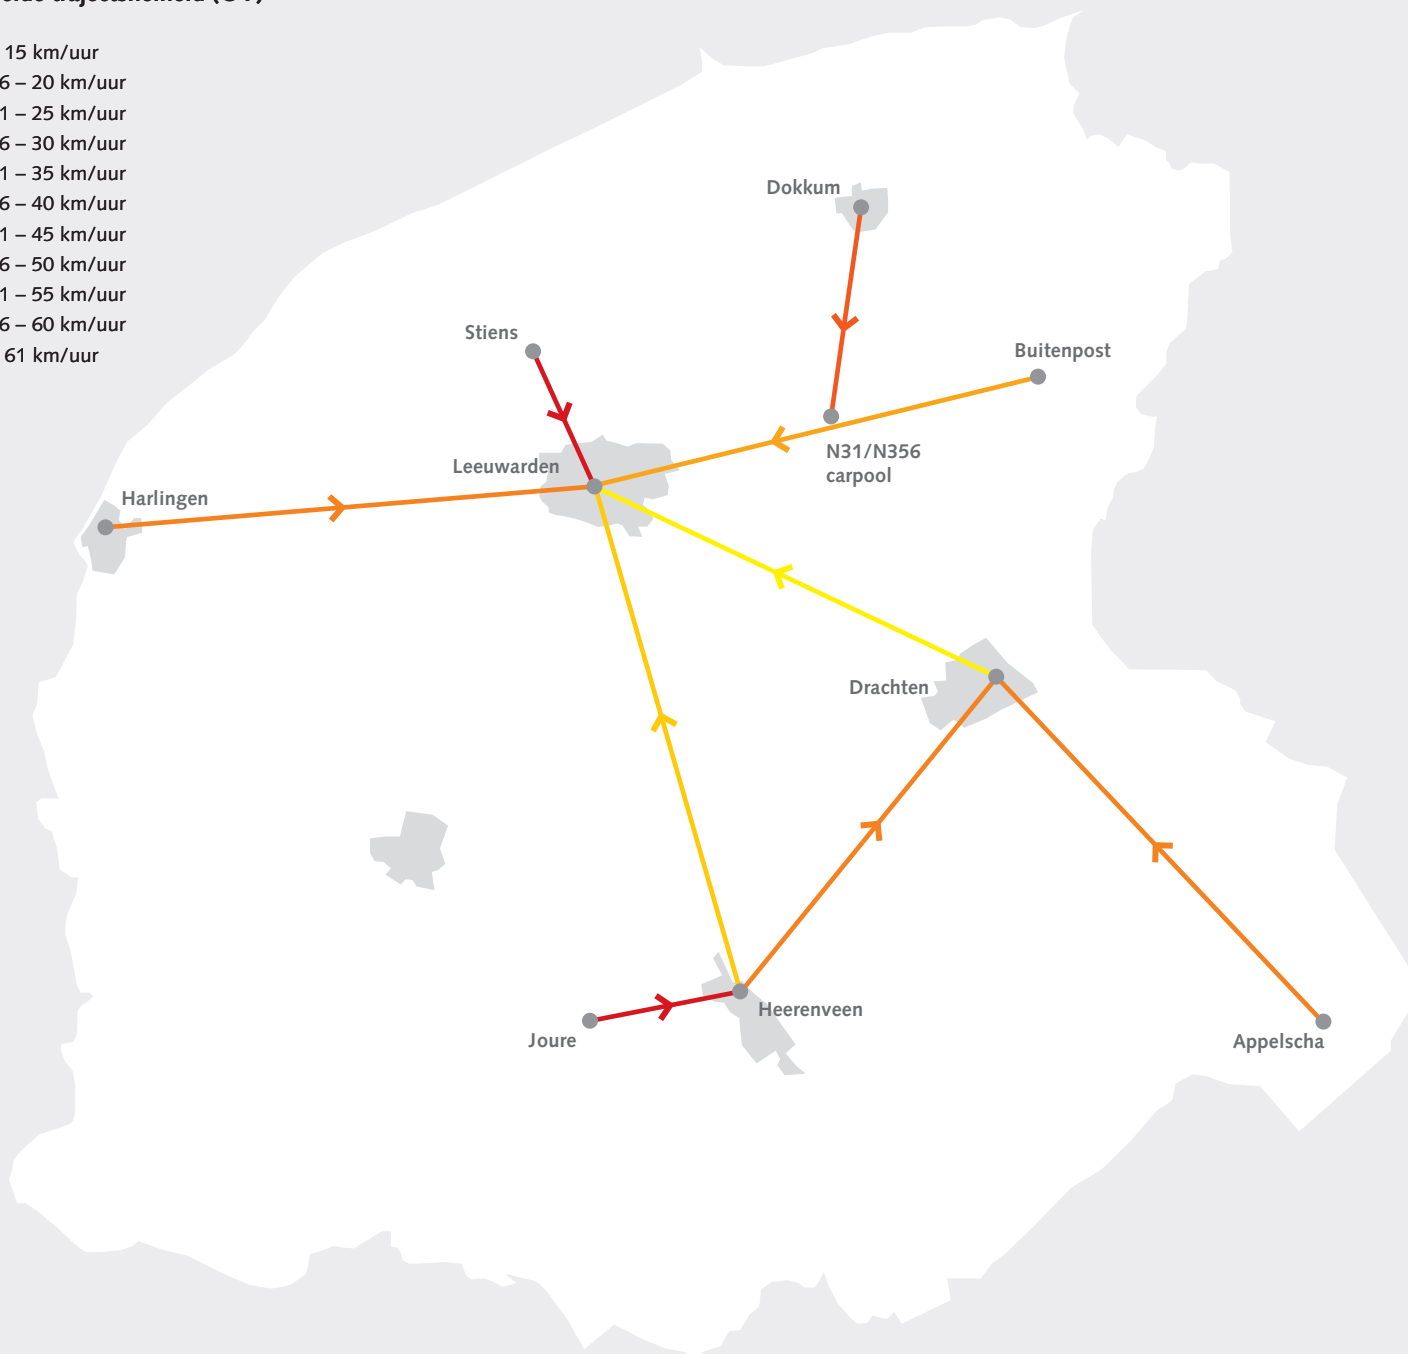 15 km/uur
6 – 20 km/uur
1 – 25 km/uur
6 – 30 km/uur
1 – 35 km/uur
6 – 40 km/uur
1 – 45 km/uur
6 – 50 km/uur
1 – 55 km/uur
6 – 60 km/uur
61 km/uur
Dokkum
Stiens
Buitenpost
N31/N356
carpool
Leeuwarden
Harlingen
Drachten
Heerenveen
Joure
Appelscha